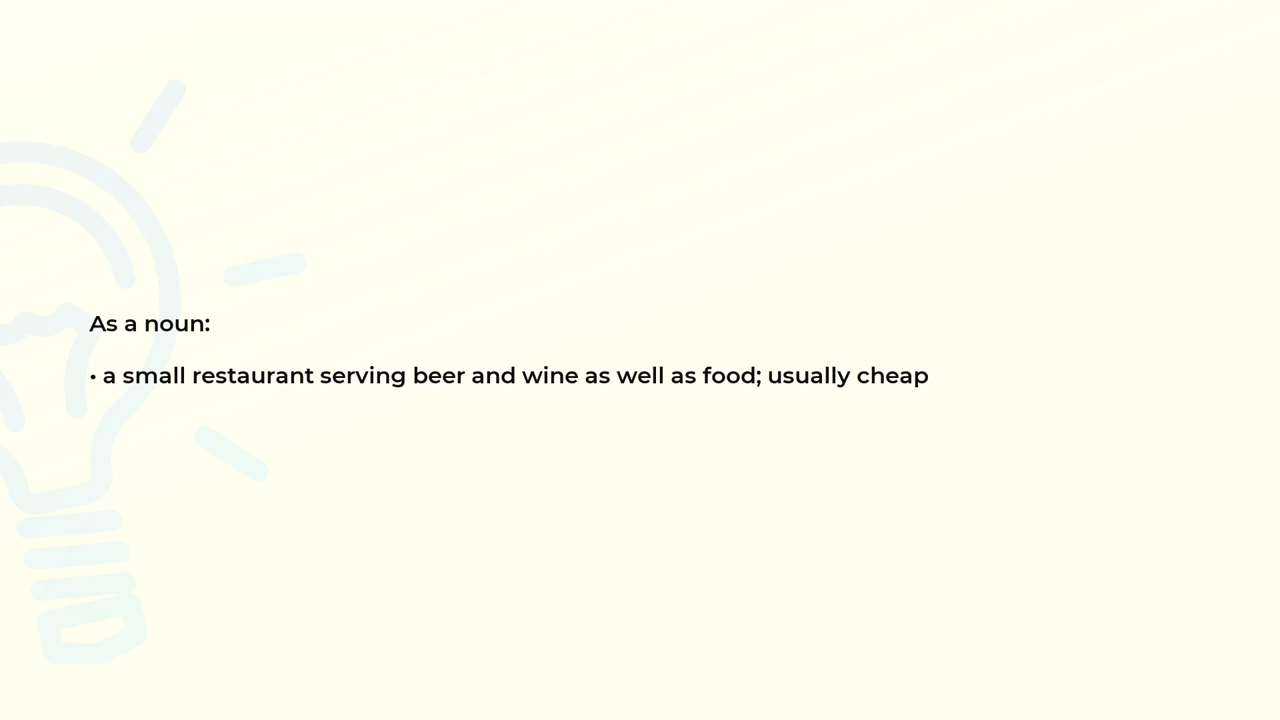 As a noun:
• a small restaurant serving beer and wine as well as food; usually cheap